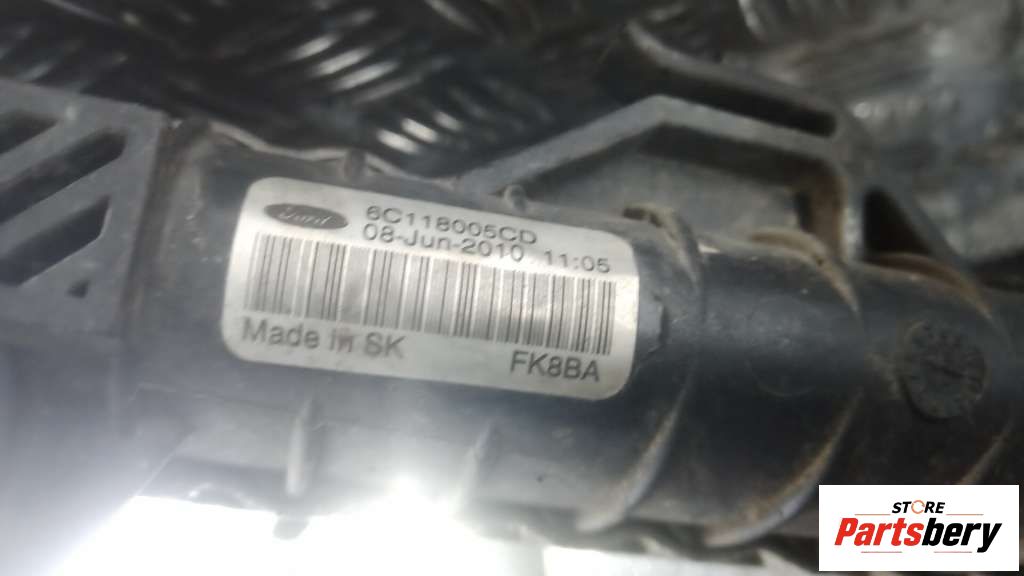 Ford
6C118005CD
08-Jun-2010 11:05
Made in SK
FK8BA
STORE
Partsbery